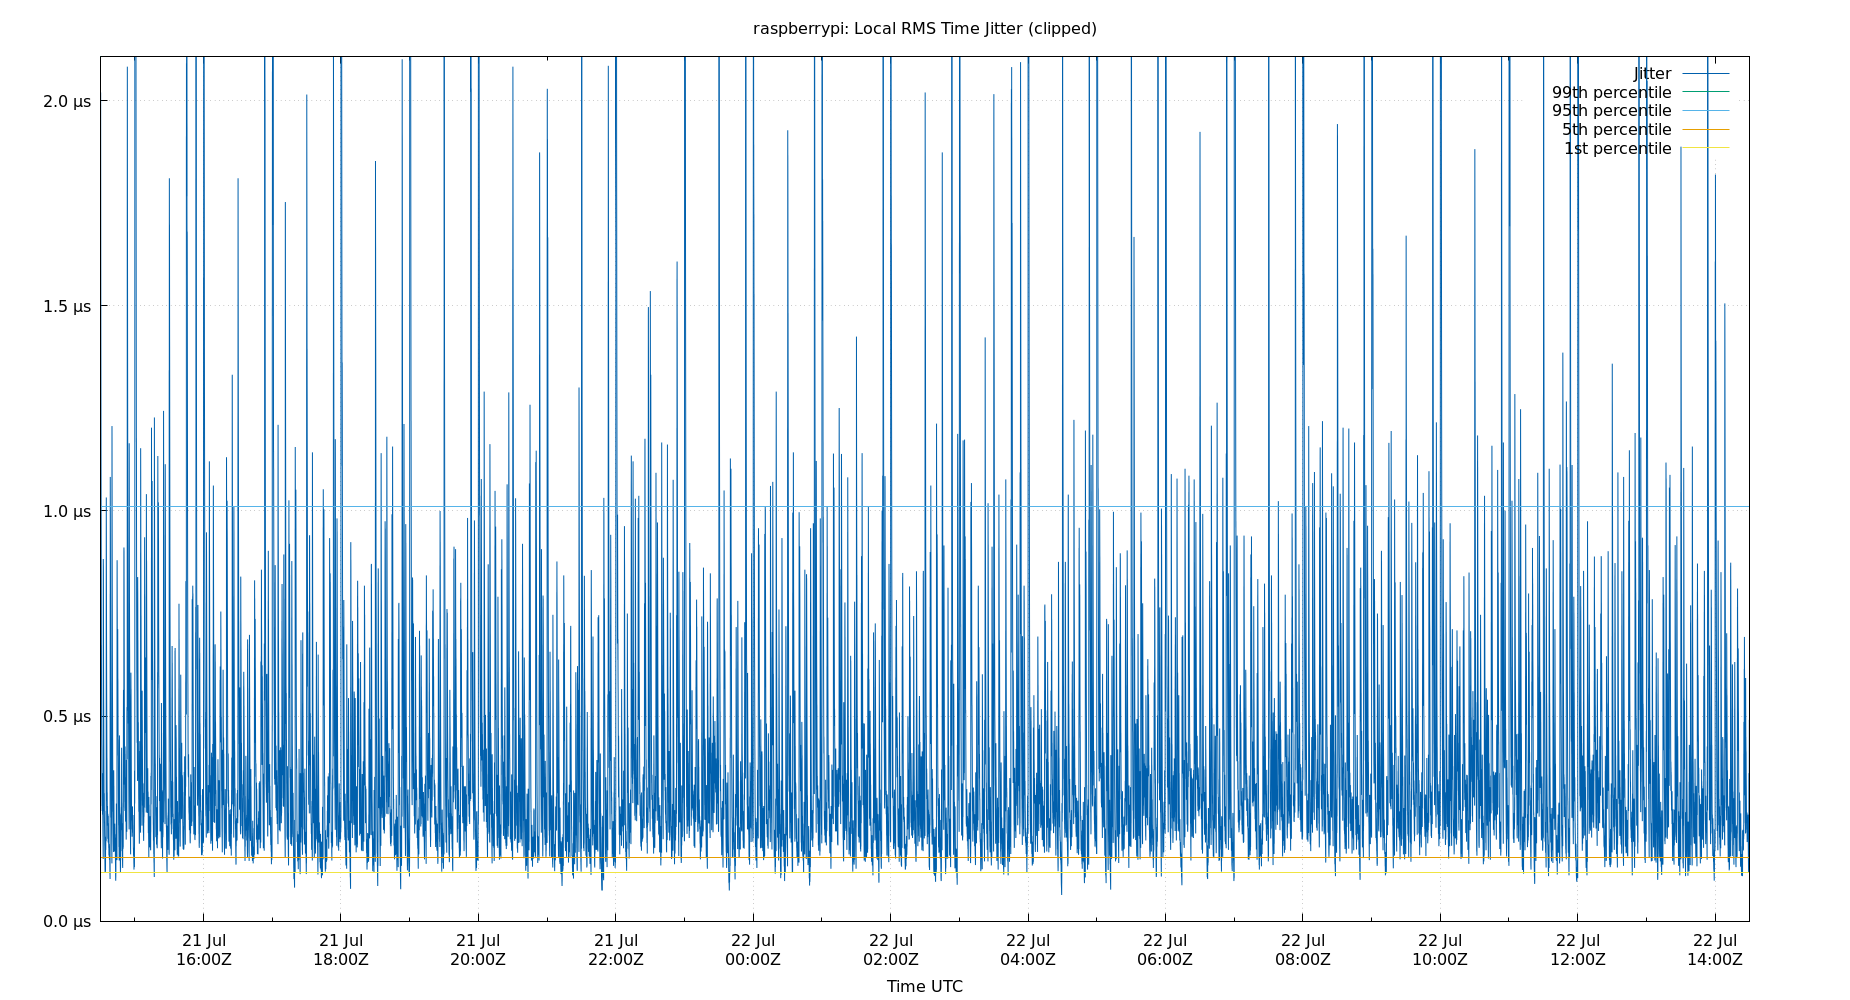 raspberrypi: Local RMS Time Jitter (clipped)
Jitter
99th percentile
95th percentile
5th percentile
1st percentile
2.0 µs
1.5 µs
1.0 µs
0.5 µs
0.0 µs
21 Jul 21 Jul 21 Jul 21 Jul 22 Jul 22 Jul 22 Jul 22 Jul 22 Jul 22 Jul 22 Jul 22 Jul
16:00Z 18:00Z 20:00Z 22:00Z 00:00Z 02:00Z 04:00Z 06:00Z 08:00Z 10:00Z 12:00Z 14:00Z
Time UTC